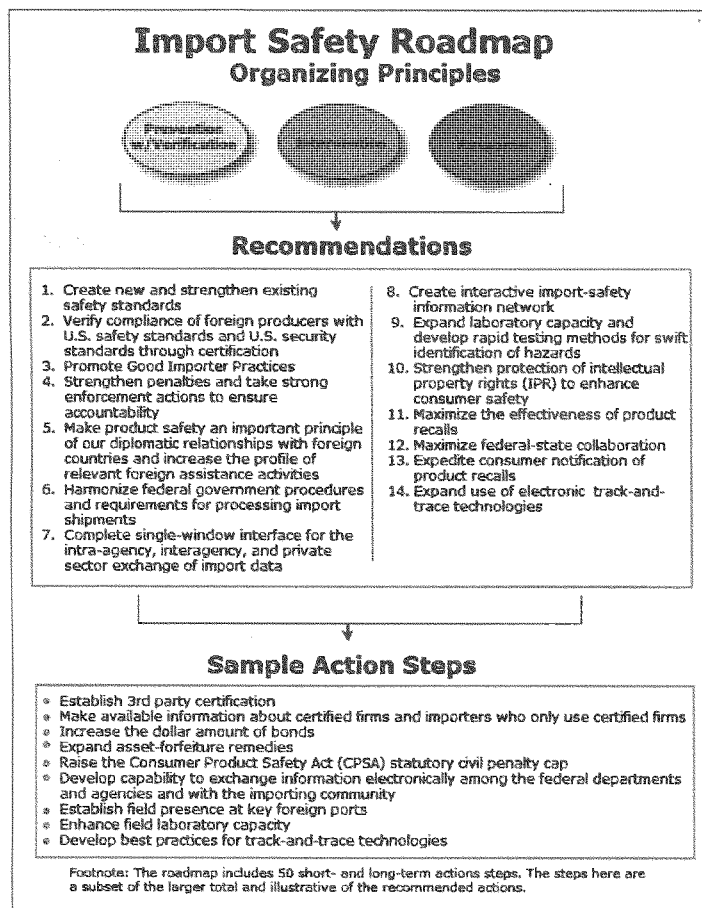 Import Safety Roadmap
Organizing Principles
Prevention
w/Verification
Recommendations
1. Create new and strengthen existing
safety standards
2. Verify compliance of foreign producers with
U.S. safety standards and U.S. security
standards through certification
3. Promote Good Importer Practices
4. Strengthen penalties and take strong
enforcement actions to ensure
accountability
5. Make product safety an important principle
of our diplomatic relationships with foreign
countries and increase the profile of
relevant foreign assistance activities
6. Harmonize federal government procedures
and requirements for processing import
shipments
7. Complete single-window interface for the
intra-agency, interagency, and private
sector exchange of import data
8. Create interactive import-safety
information network
9. Expand laboratory capacity and
develop rapid testing methods for swift
identification of hazards
10. Strengthen protection of intellectual
property rights (IPR) to enhance
consumer safety
11. Maximize the effectiveness of product
recalls
12. Maximize federal-state collaboration
13. Expedite consumer notification of
product recalls
14. Expand use of electronic track-and-
trace technologies
Sample Action Steps
• Establish 3rd party certification
• Make available information about certified firms and importers who only use certified firms
• Increase the dollar amount of bonds
• Expand asset-forfeiture remedies
• Raise the Consumer Product Safety Act (CPSA) statutory civil penalty cap
• Develop capability to exchange information electronically among the federal departments
and agencies and with the importing community
• Establish field presence at key foreign ports
• Enhance field laboratory capacity
• Develop best practices for track-and-trace technologies
Footnote: The roadmap includes 50 short- and long-term actions steps. The steps here are
a subset of the larger total and illustrative of the recommended actions.